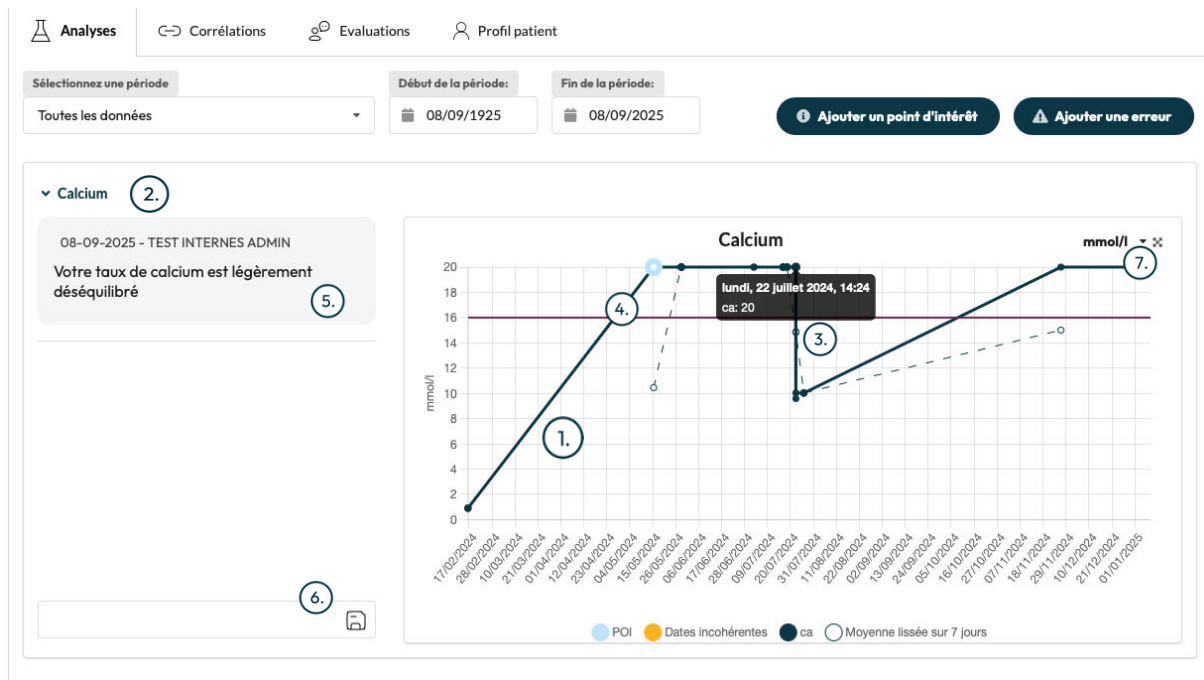 Analyses
Corrélations
Evaluations
Profil patient
Sélectionnez une période
Début de la période:
Fin de la période:
Toutes les données
08/09/1925
08/09/2025
Ajouter un point d'intérêt
Ajouter une erreur
Calcium
2.
08-09-2025 - TEST INTERNES ADMIN
Votre taux de calcium est légèrement
déséquilibré
5.
6.
Calcium
mmol/l
7.
20
18
16
14
12
10
8
6
4
2
0
mmol/l
lundi, 22 juillet 2024, 14:24
ca: 20
4.
3.
1.
17/02/2024
28/02/2024
10/03/2024
21/03/2024
01/04/2024
12/04/2024
23/04/2024
04/05/2024
15/05/2024
26/05/2024
06/06/2024
17/06/2024
28/06/2024
09/07/2024
20/07/2024
31/07/2024
11/08/2024
22/08/2024
02/09/2024
13/09/2024
24/09/2024
05/10/2024
16/10/2024
27/10/2024
07/11/2024
18/11/2024
29/11/2024
10/12/2024
21/12/2024
01/01/2025
POI
Dates incohérentes
ca
Moyenne lissée sur 7 jours